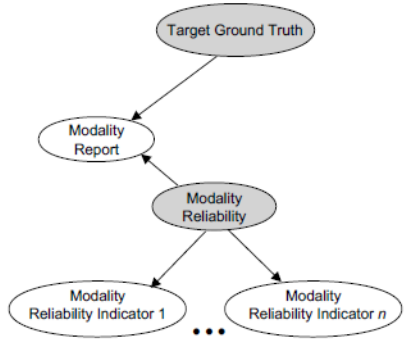 Target Ground Truth
Modality
Report
Modality
Reliability
Modality
Reliability Indicator 1
Modality
Reliability Indicator n